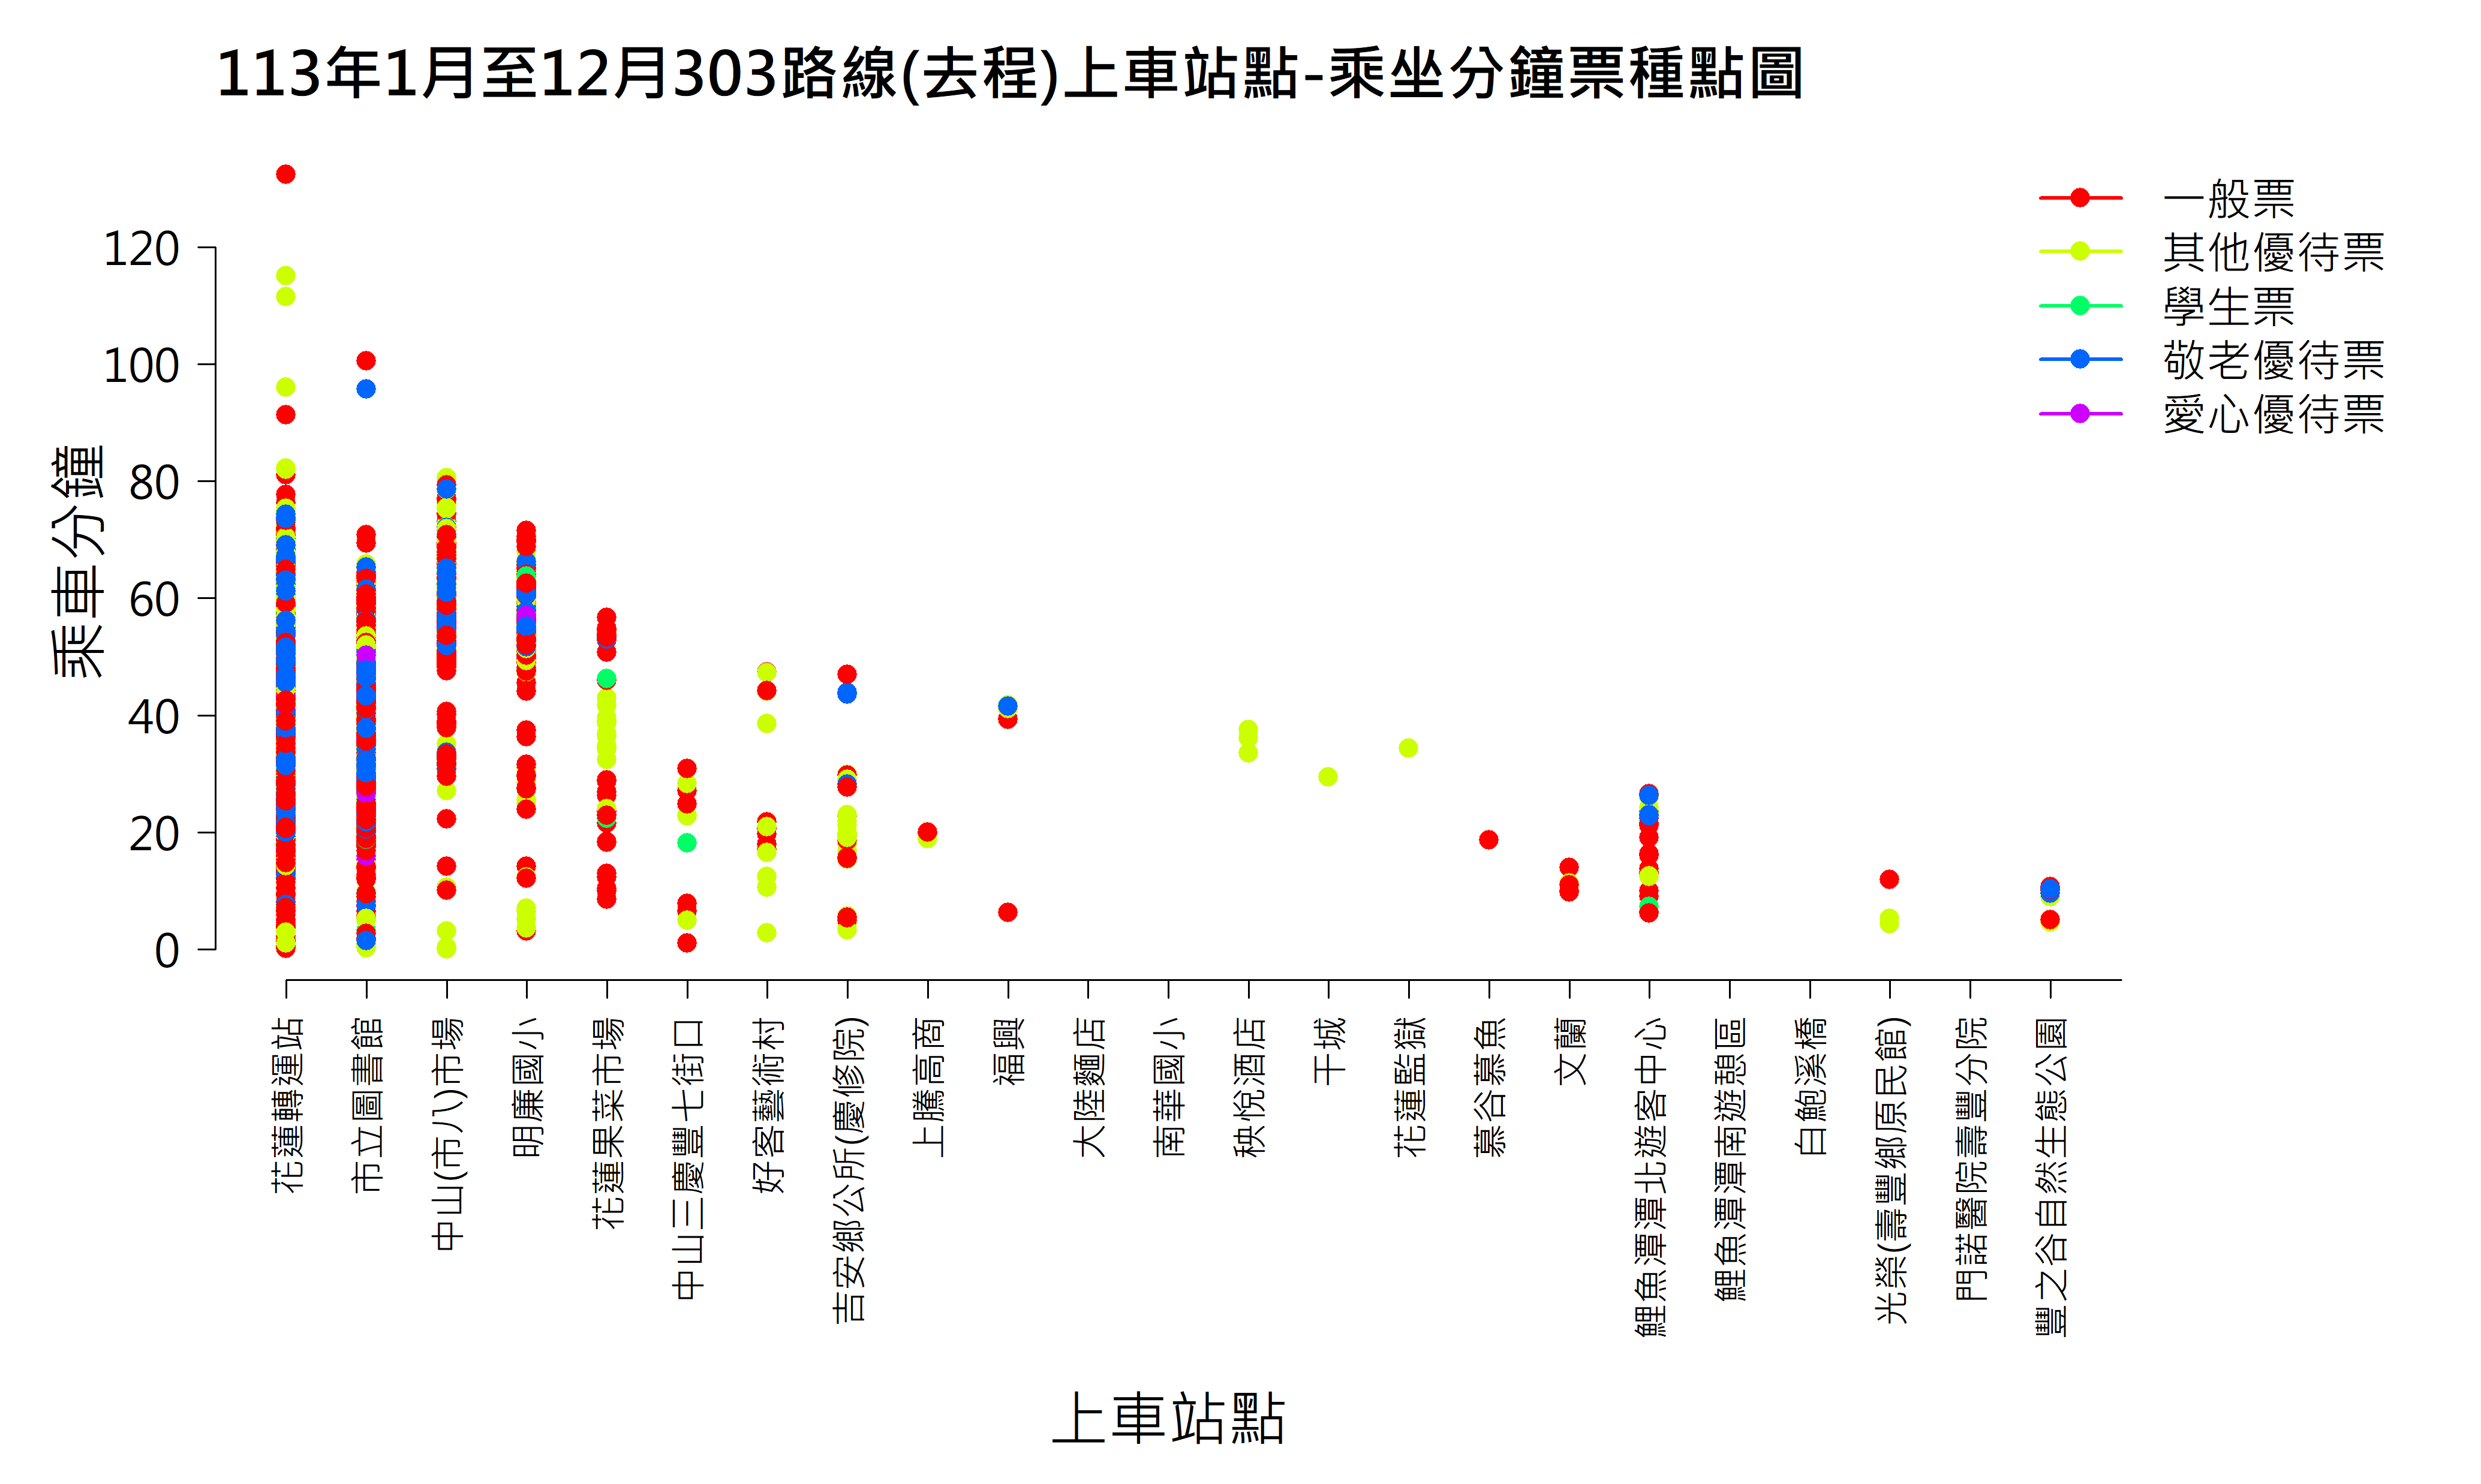 113年1月至12月303路線(去程)上車站點-乘坐分鐘票種點圖
一般票
其他優待票
學生票
敬老優待票
愛心優待票
乘車分鐘
120
100
80
60
40
20
0
花蓮轉運站
市立圖書館
中山(市八)市場
明廉國小
花蓮果菜市場
中山三慶豐七街口
好客藝術村
吉安鄉公所(慶修院)
上騰高商
福興
大陸麵店
南華國小
秧悅酒店
干城
花蓮監獄
慕谷慕魚
文蘭
鯉魚潭潭北遊客中心
鯉魚潭潭南遊憩區
白鮑溪橋
光榮(壽豐鄉原民館)
門諾醫院壽豐分院
豐之谷自然生態公園
上車站點